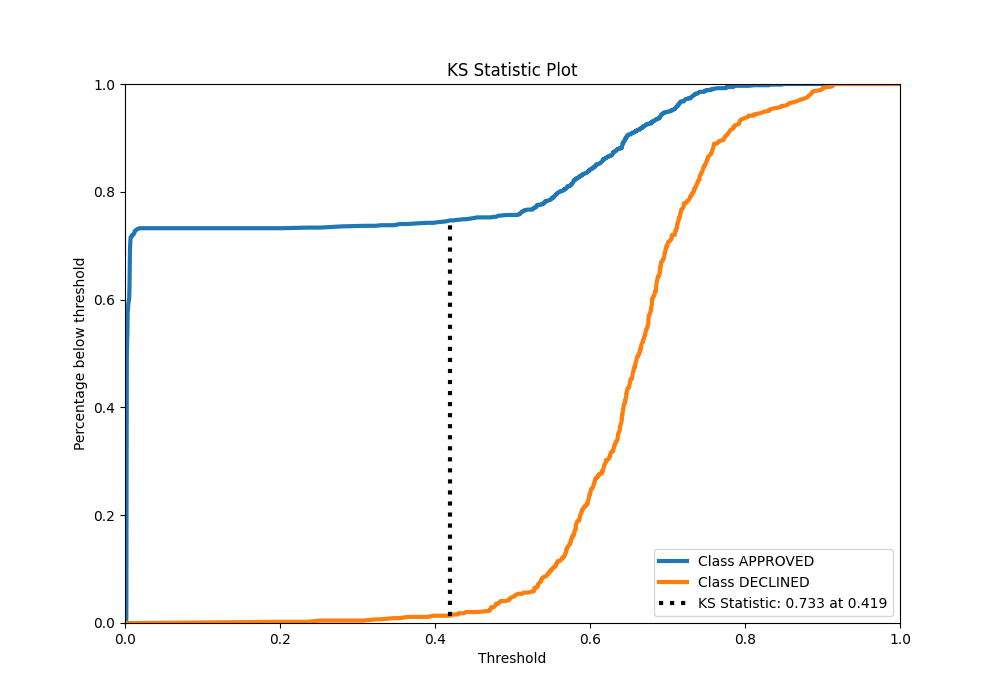 KS Statistic Plot
1.0
0.8
0.6
0.4
0.2
0.0
Percentage below threshold
0.0 0.2 0.4 0.6 0.8 1.0
Threshold
Class APPROVED
Class DECLINED
KS Statistic: 0.733 at 0.419